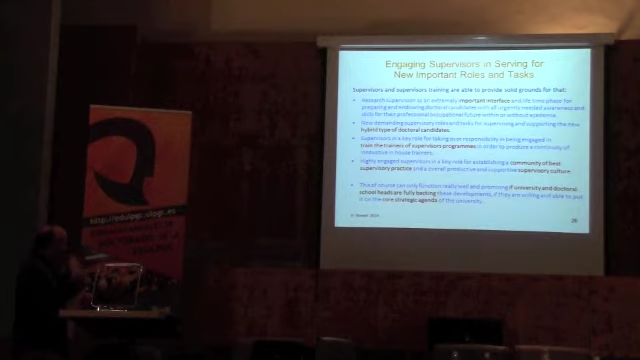 Engaging Supervisors in Serving for
New Important Roles and Tasks
Supervisors and supervisors training are able to provide solid grounds for that:
Research supervision as an extremely important interface and life time phase for
preparing and endowing doctoral candidates with all urgently needed awareness and
skills for their professional occupational future within or without academia.
New demanding supervisory roles and tasks for supervising and supporting the new
hybrid type of doctoral candidates.
Supervisors in a key role for taking over responsibility in being engaged in
train the trainers of supervisors programmes in order to produce a continuity of
innovative in house trainers.
Highly engaged supervisors in a key role for establishing a community of best
supervisory practice and a overall productive and supportive supervisory culture.
This of course can only function really well and promising if university and doctoral
school heads are fully backing these developments, if they are willing and able to put
it on the core strategic agenda of the university.
26